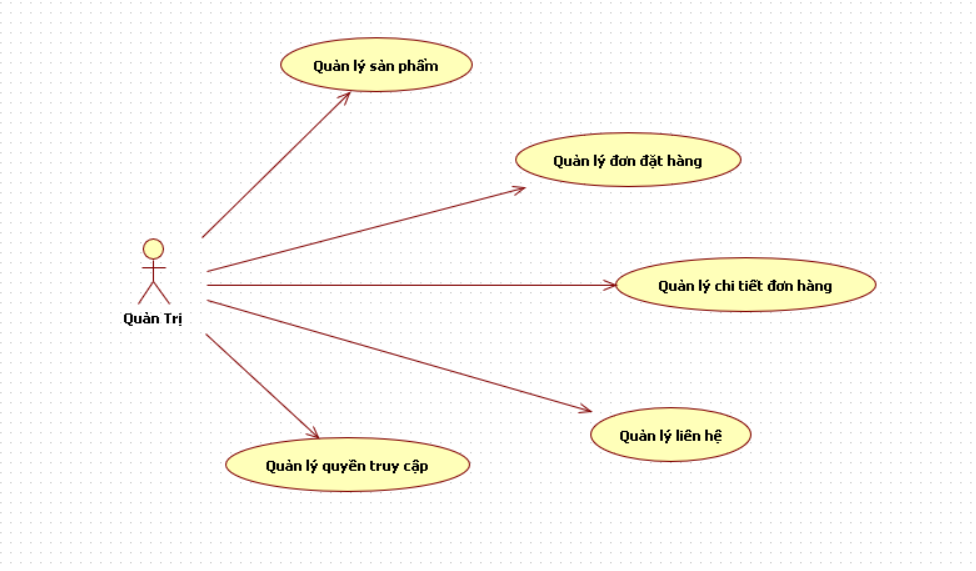 Quản lý sản phẩm
Quản lý đơn đặt hàng
Quản lý chi tiết đơn hàng
Quản Trị
Quản lý liên hệ
Quản lý quyền truy cập